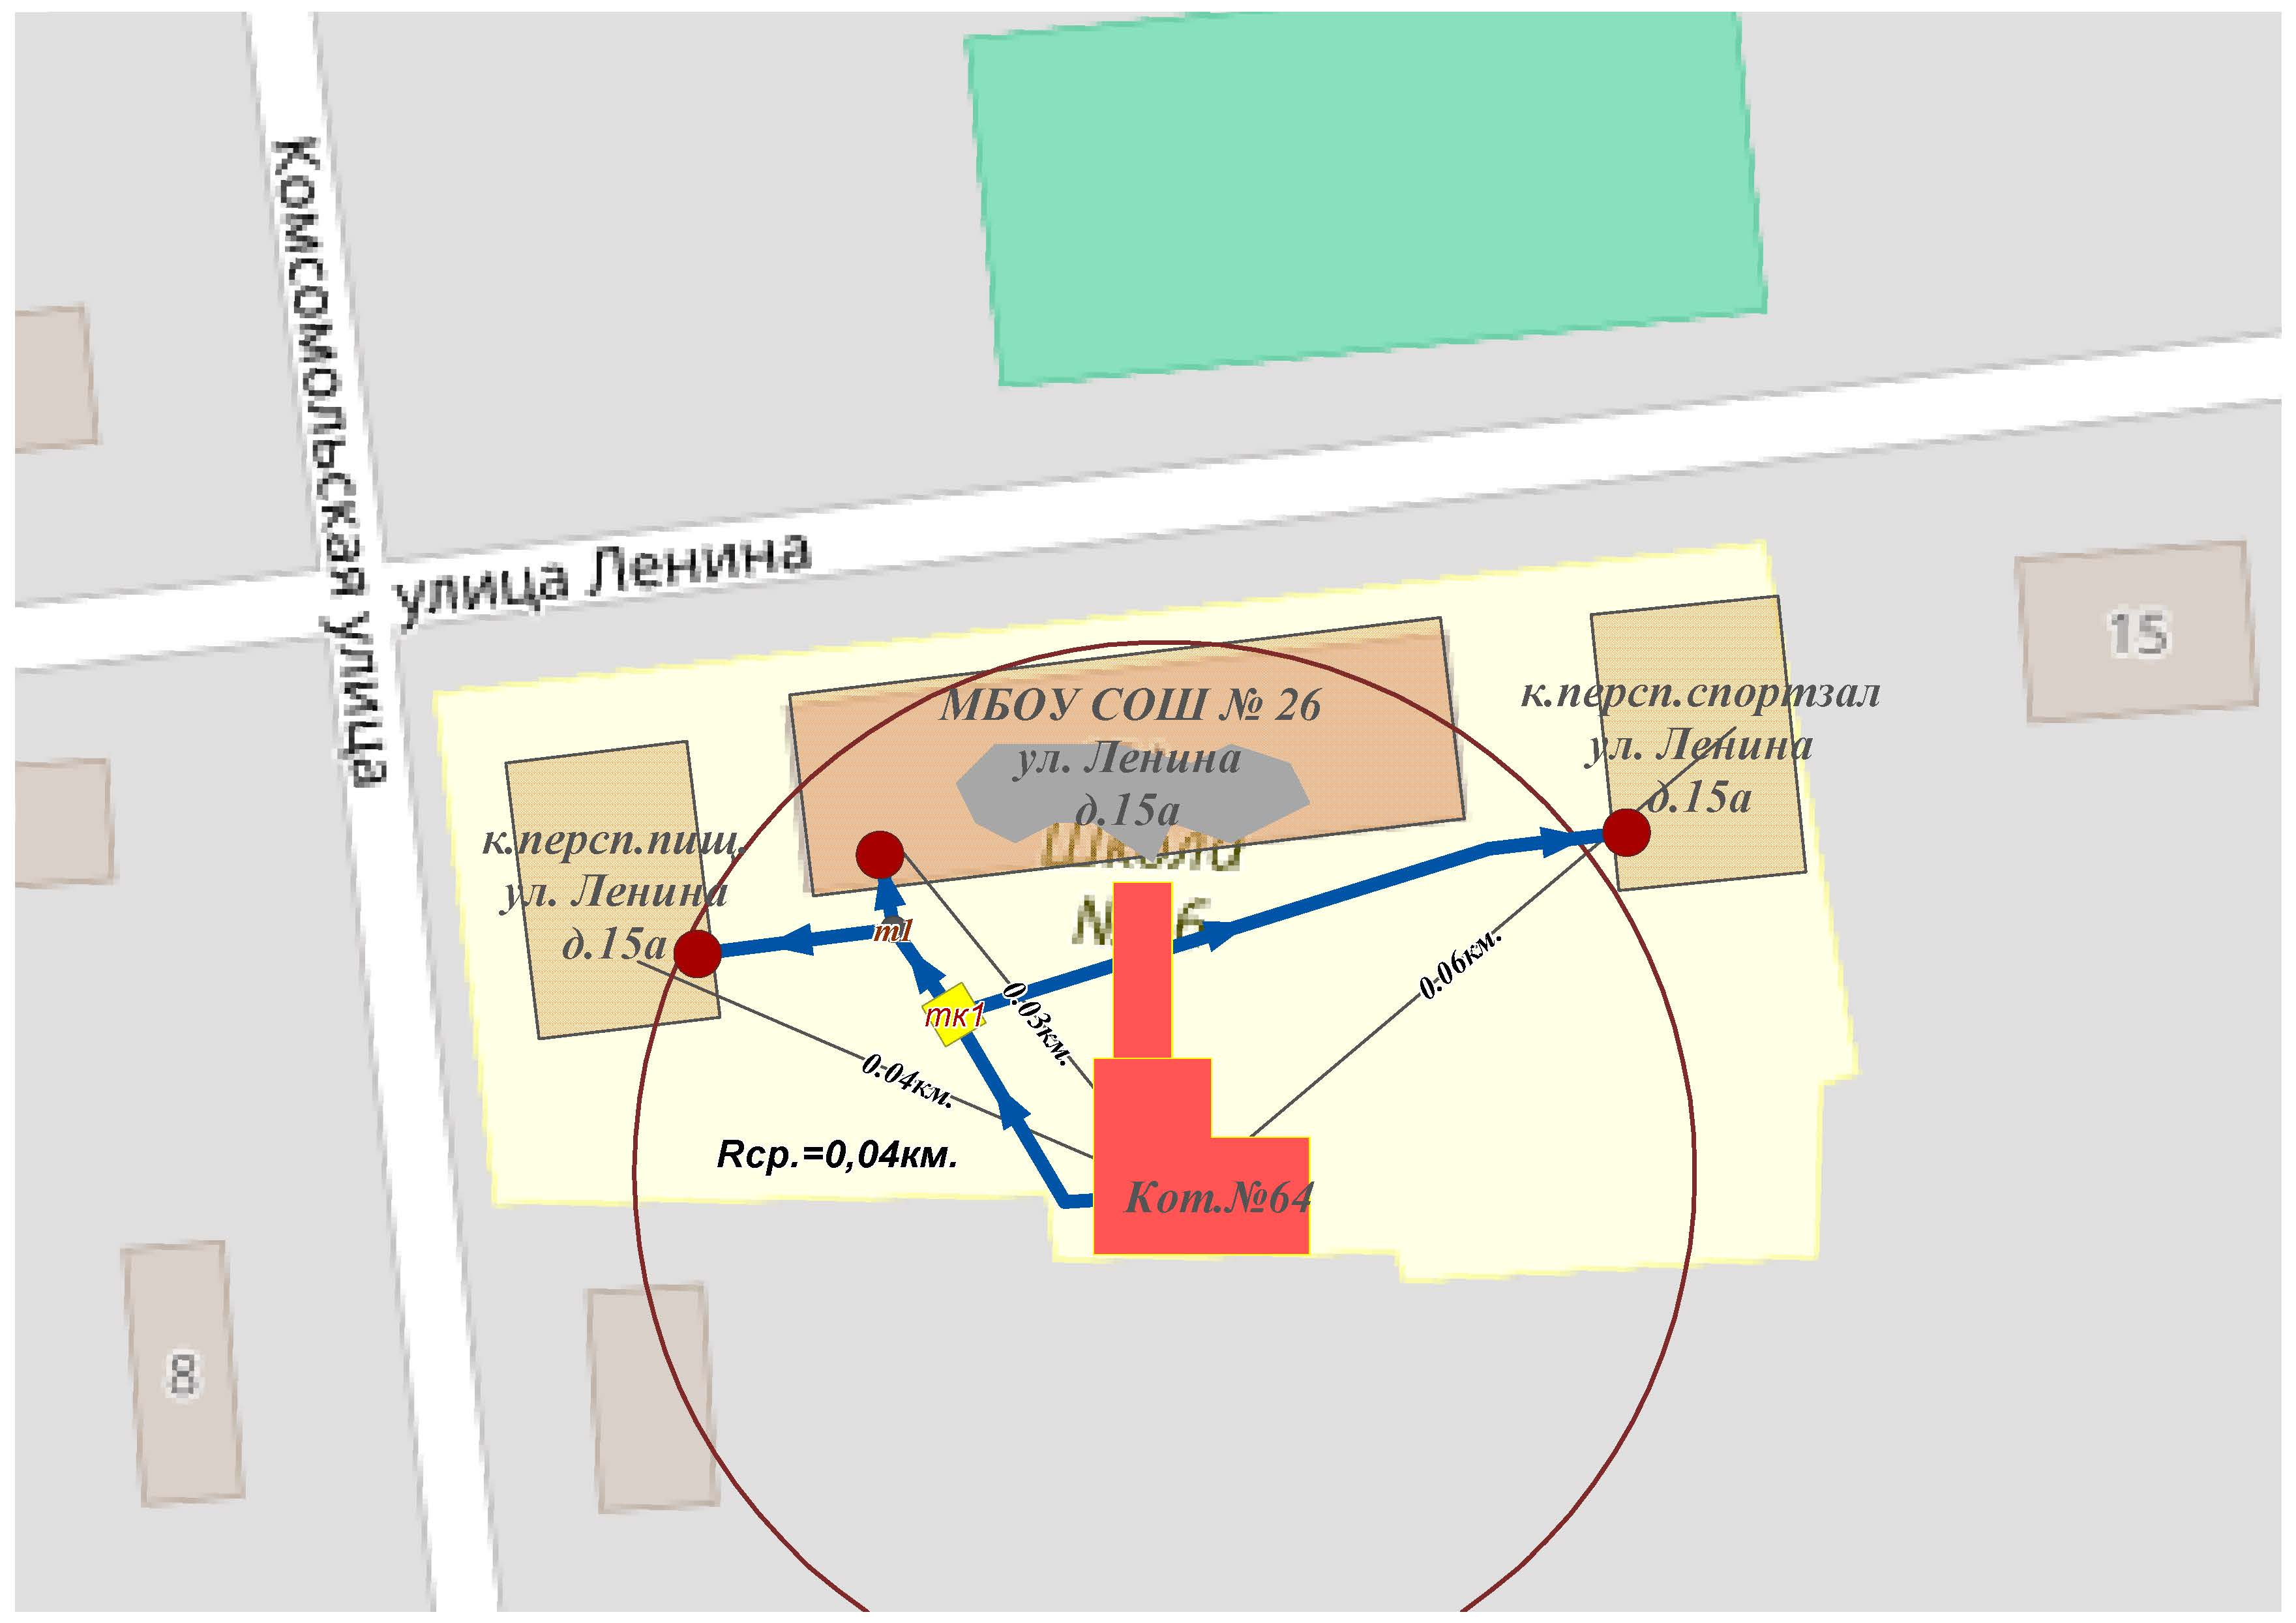 Комсомольская улица
улица Ленина
15
МБОУ СОШ № 26
ул. Ленина
д.15а
к.персп.спортзал
ул. Ленина
д.15а
к.персп.пищ.
ул. Ленина
д.15а
т1
тк1
0.03км.
0.06км.
0.04км.
Rср.=0,04км.
Кот.№64
8